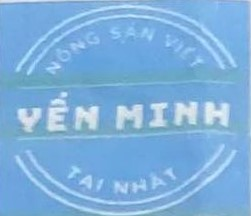 NÔNG SẢN VIỆT
YẾN MINH
TẠI NHẬT